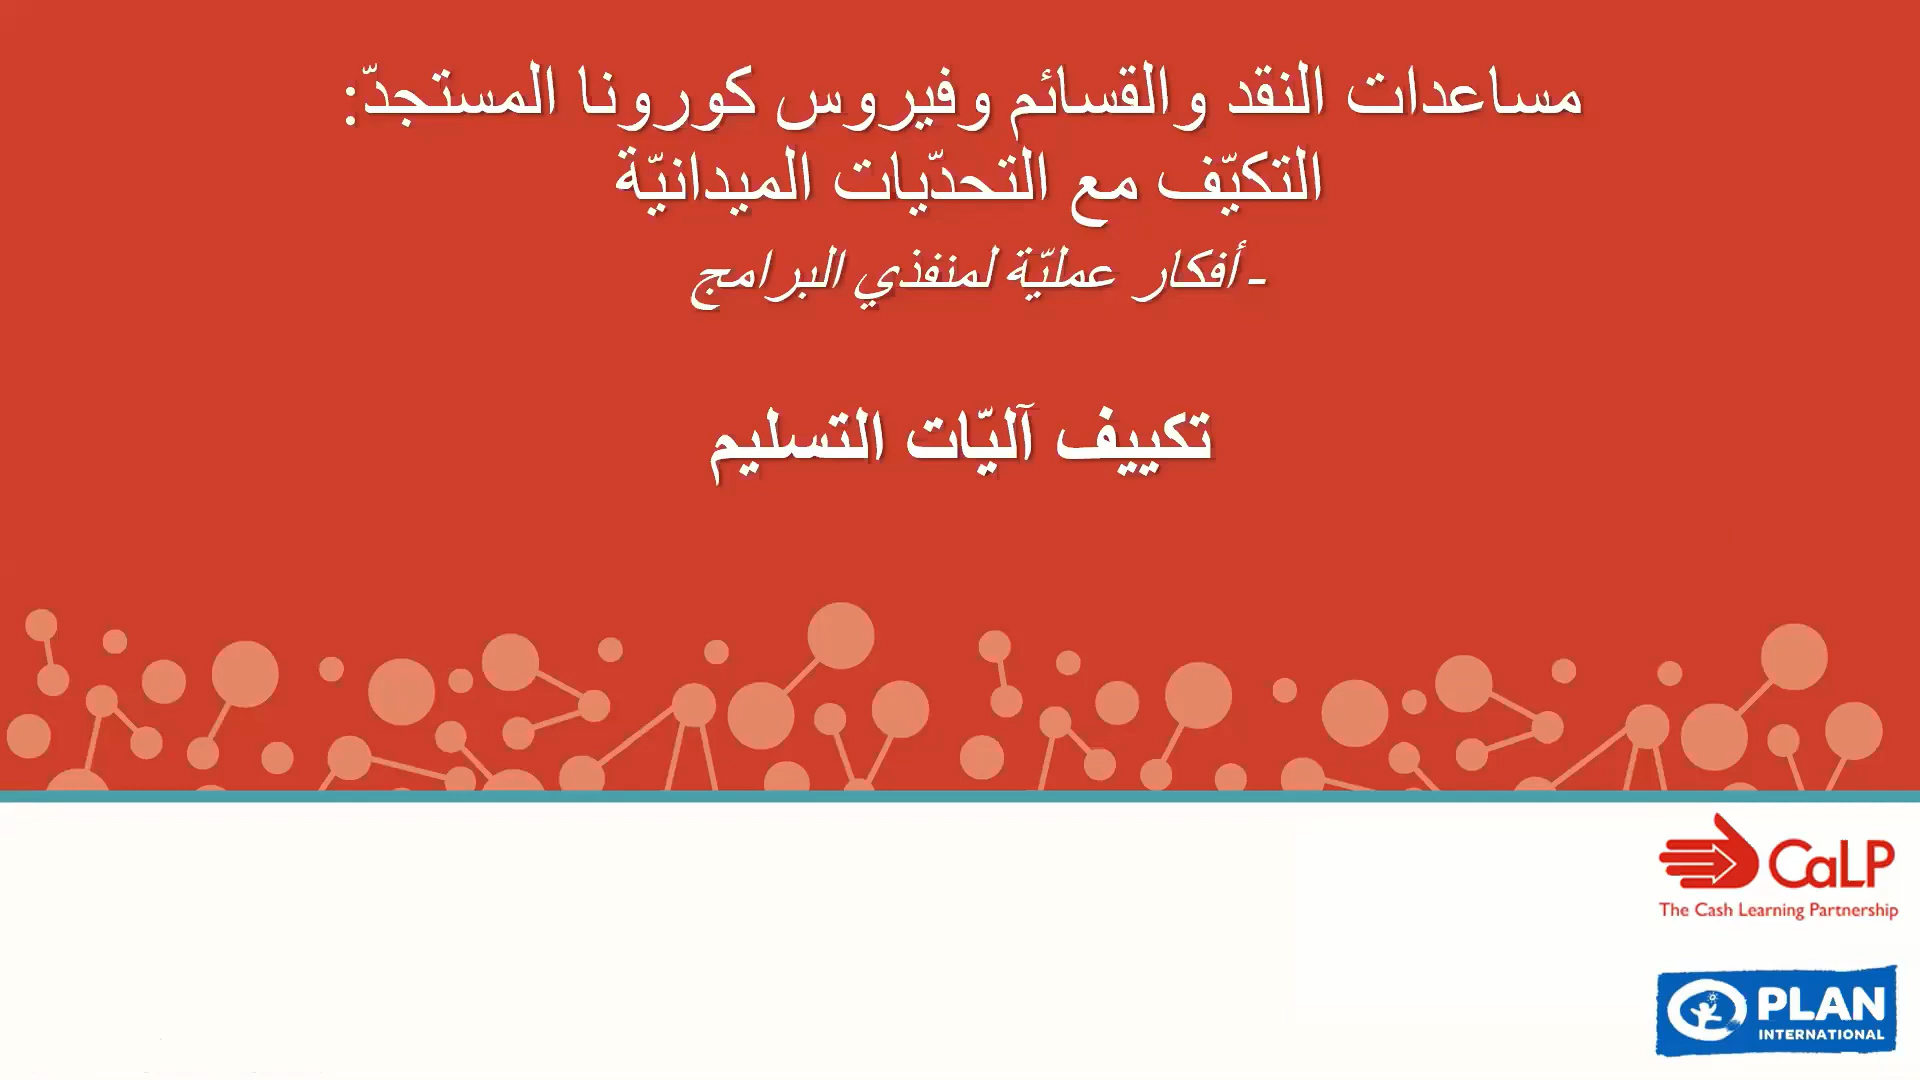 مساعدات النقد والقسائم وفيروس كورونا المستجدّ:
التكيّف مع التحدّيات الميدانيّة
- أفكار عمليّة لمنفذي البرامج
تكييف آليّات التسليم
CaLP
The Cash Learning Partnership
PLAN
INTERNATIONAL